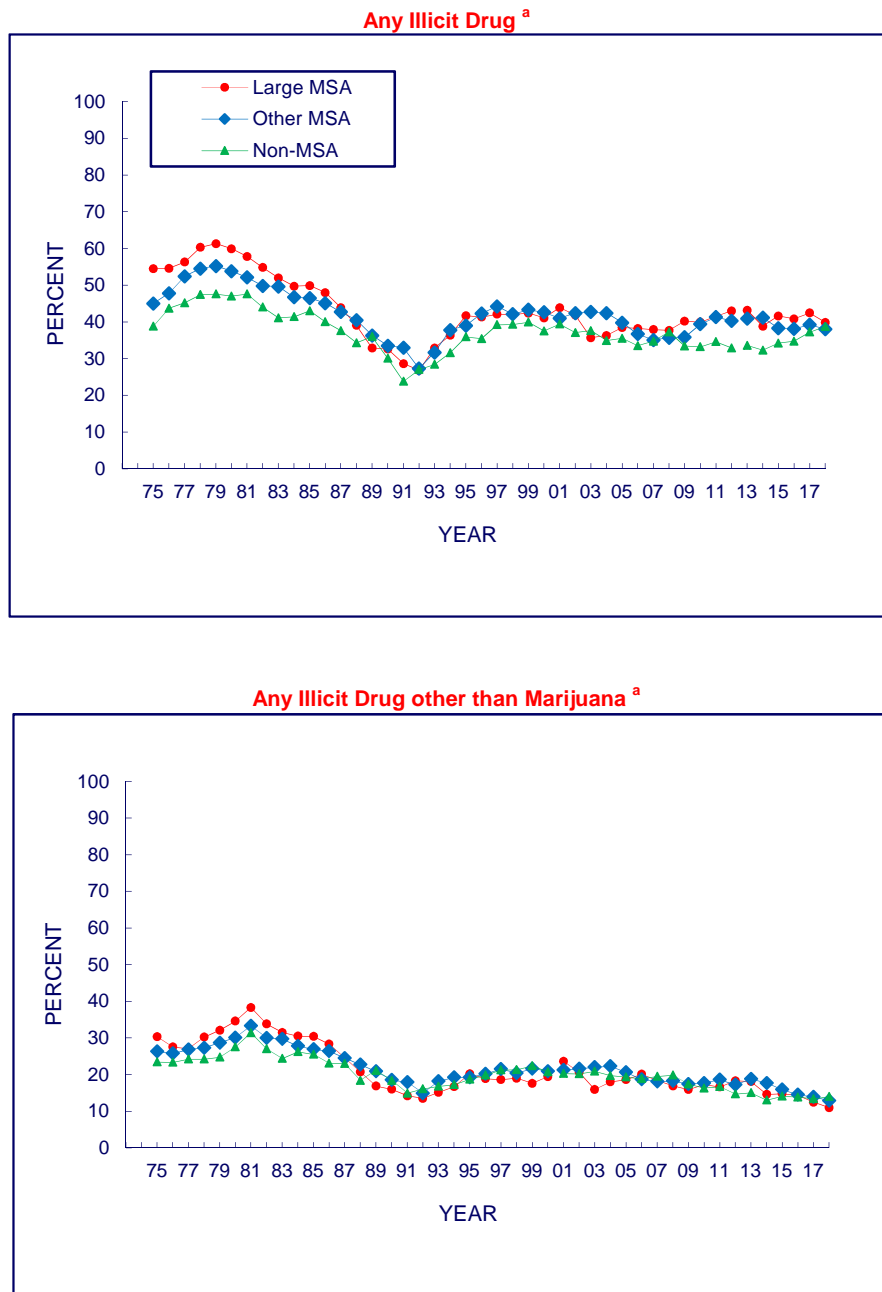 Any Illicit Drug a
Large MSA
Other MSA
Non-MSA
100
90
80
70
60
50
40
30
20
10
0
PERCENT
75 77 79 81 83 85 87 89 91 93 95 97 99 01 03 05 07 09 11 13 15 17
YEAR
Any Illicit Drug other than Marijuana a
100
90
80
70
60
50
40
30
20
10
0
PERCENT
75 77 79 81 83 85 87 89 91 93 95 97 99 01 03 05 07 09 11 13 15 17
YEAR